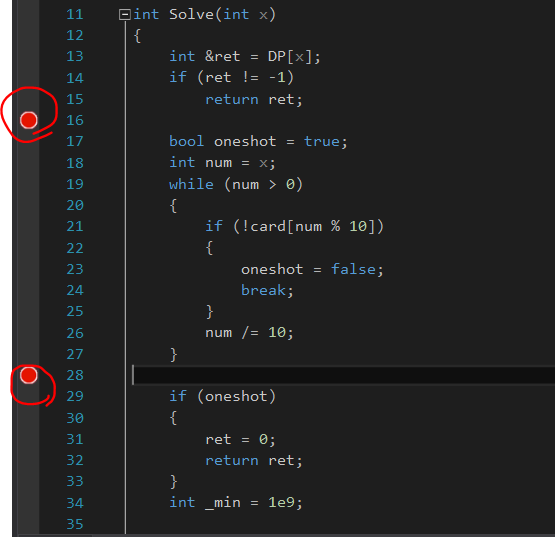 11 int Solve(int x)
12 {
13 int &ret = DP[x];
14 if (ret != -1)
15 return ret;
16
17 bool oneshot = true;
18 int num = x;
19 while (num > 0)
20 {
21 if (!card[num % 10])
22 {
23 oneshot = false;
24 break;
25 }
26 num /= 10;
27 }
28
29 if (oneshot)
30 {
31 ret = 0;
32 return ret;
33 }
34 int _min = 1e9;
35